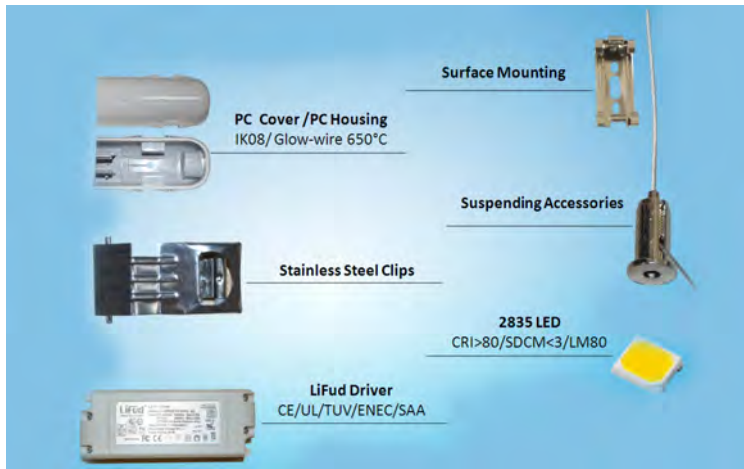 Surface Mounting
PC Cover /PC Housing
IK08/ Glow-wire 650°C
Suspending Accessories
Stainless Steel Clips
2835 LED
CRI>80/SDCM<3/LM80
LiFud Driver
CE/UL/TUV/ENEC/SAA
LiFud